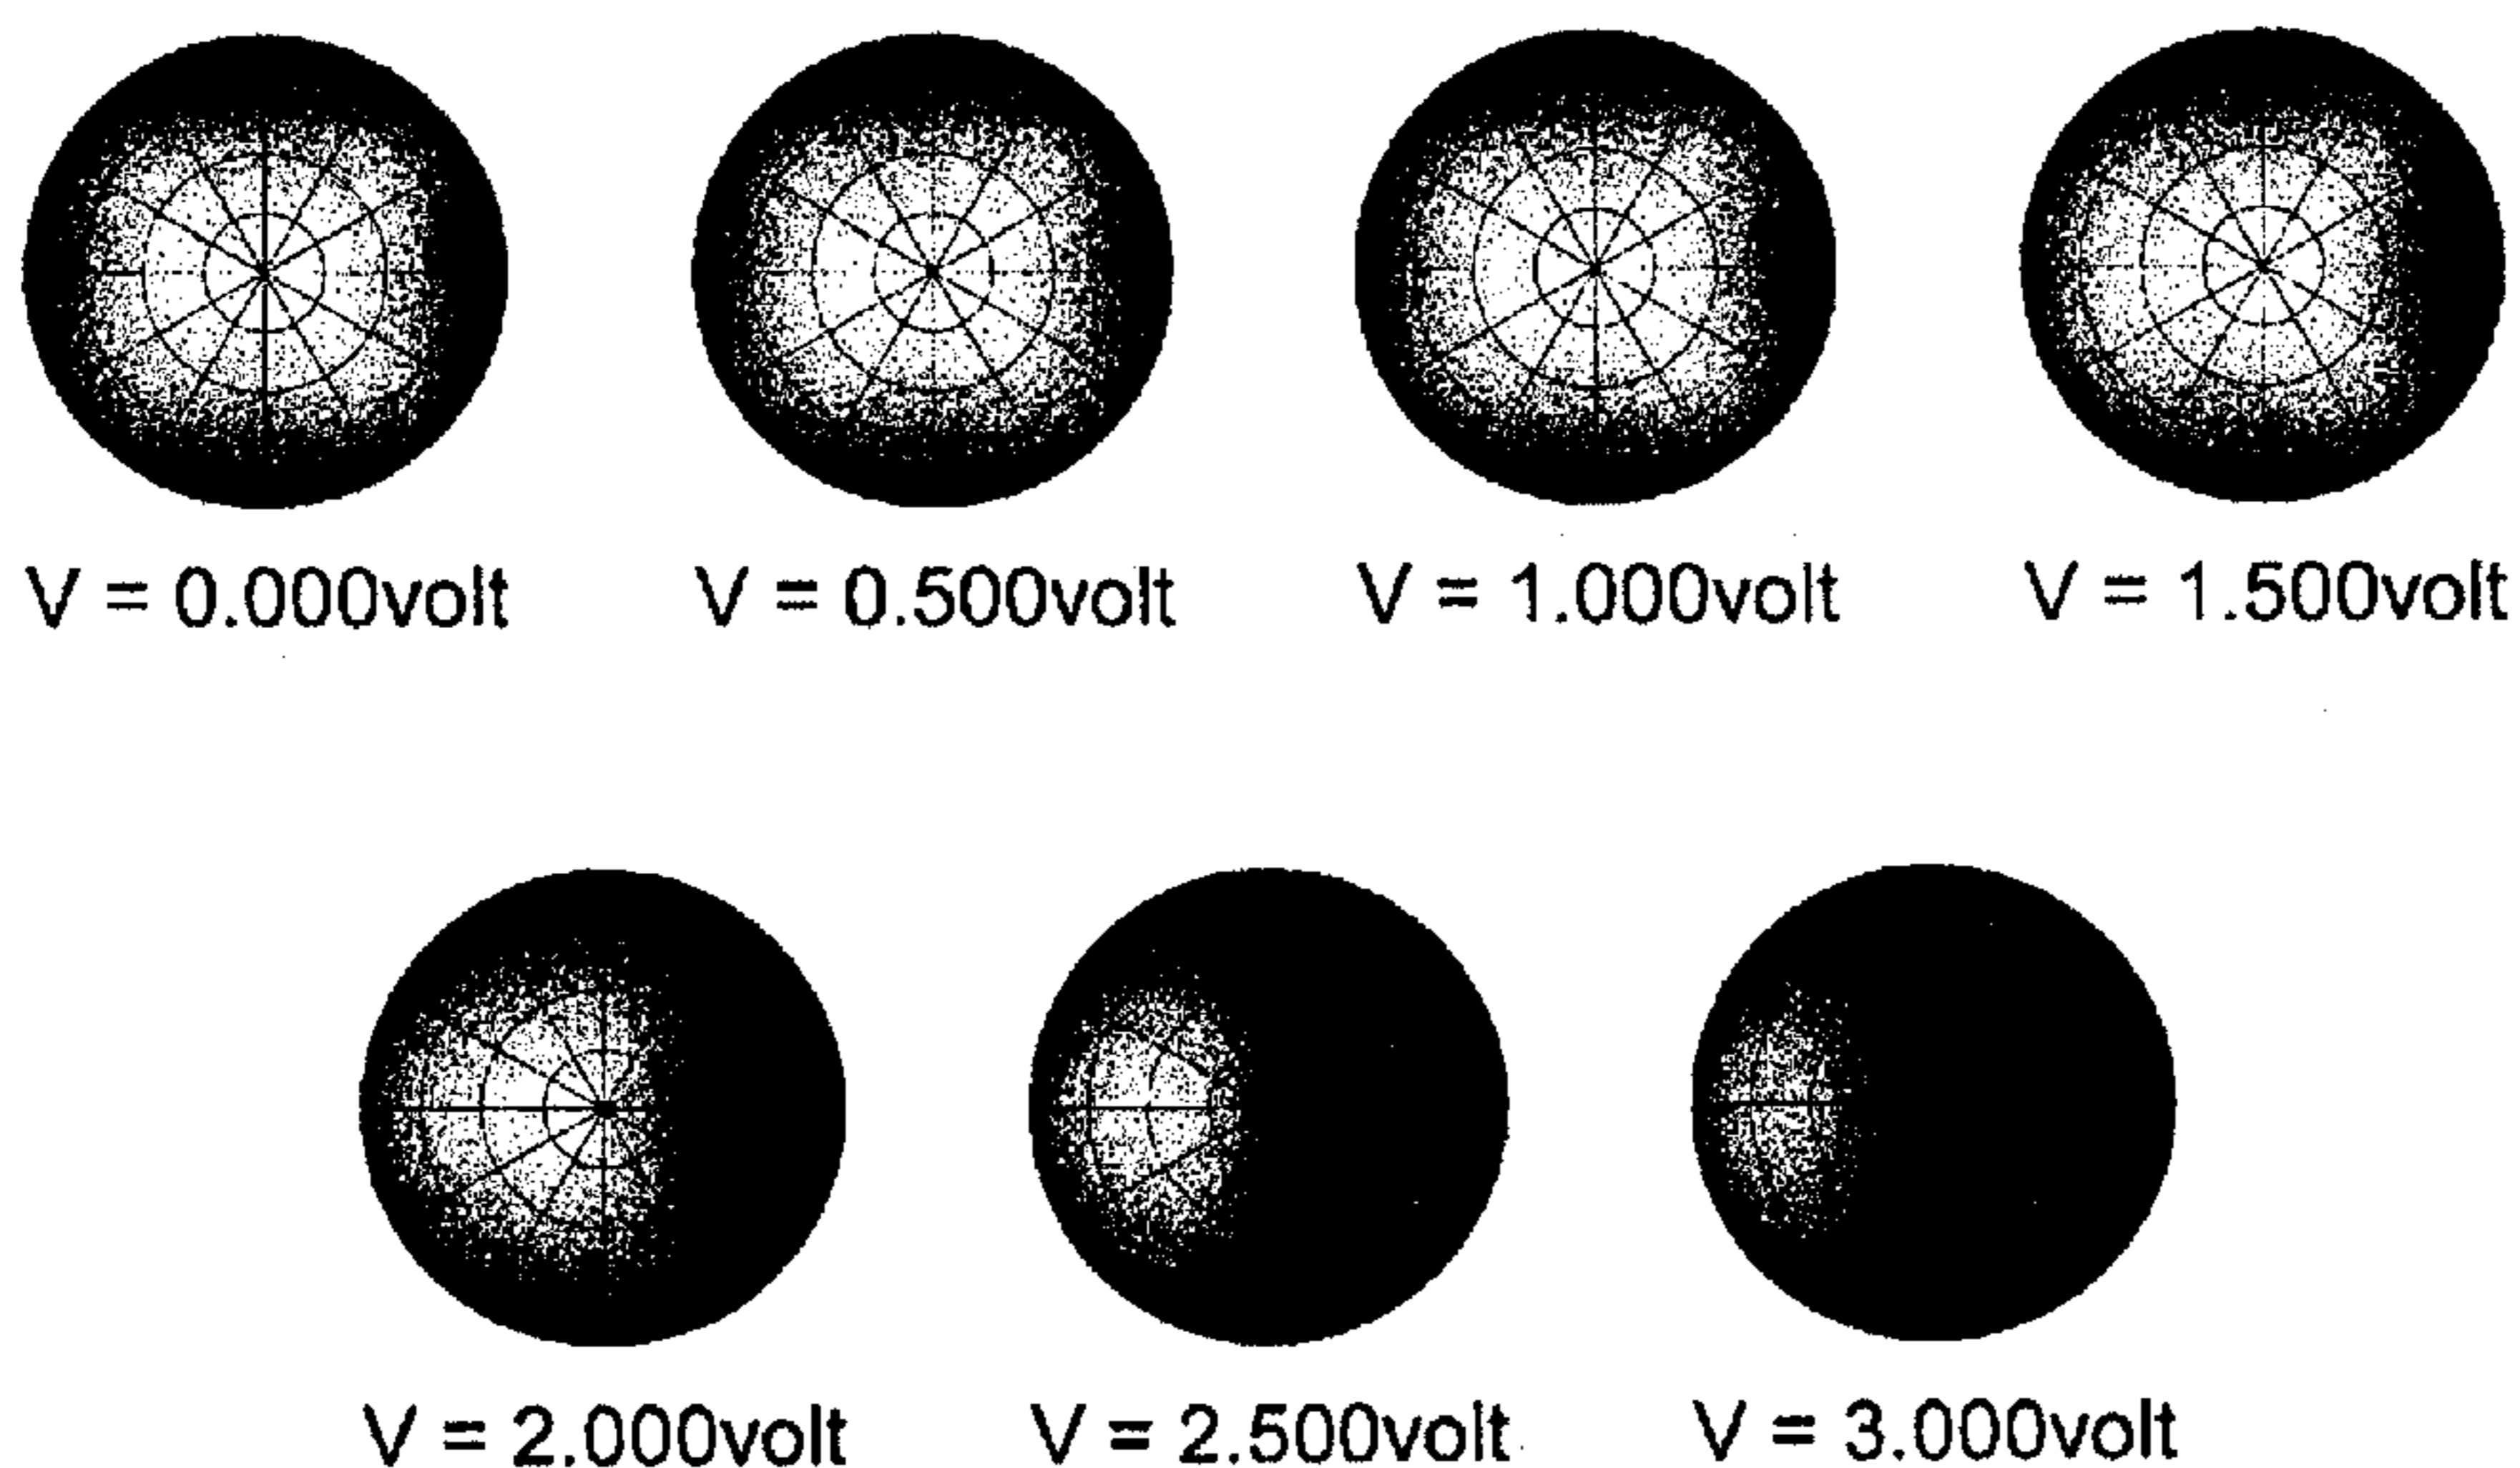 V = 0.000volt
V = 0.500volt
V = 1.000volt
V = 1.500volt
V = 2.000volt
V = 2.500volt
V = 3.000volt